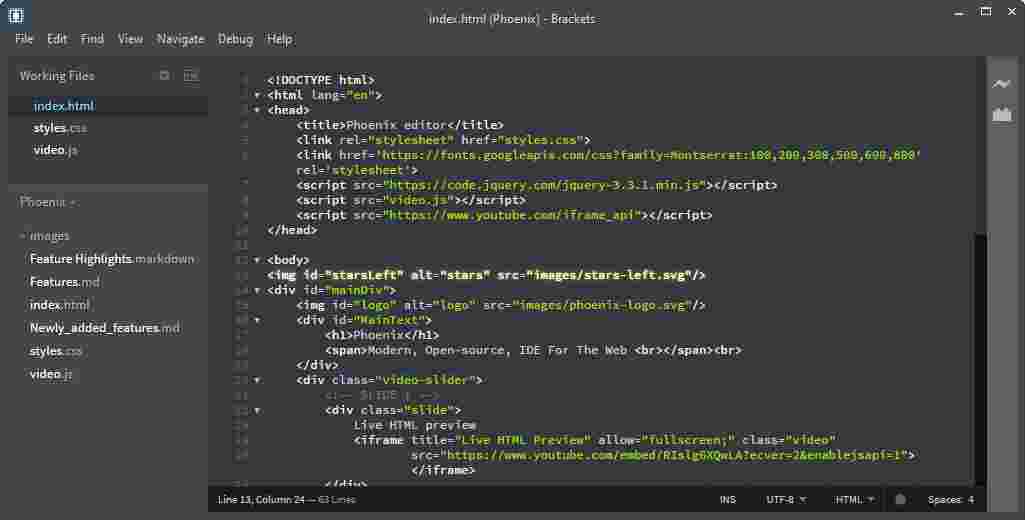 index.html (Phoenix) - Brackets
File Edit Find View Navigate Debug Help
Working Files
index.html
styles.css
video.js
Phoenix
images
Feature Highlights.markdown
Features.md
index.html
Newly_added_features.md
styles.css
video.js
<!DOCTYPE html>
<html lang="en">
<head>
<title>Phoenix editor</title>
<link rel="stylesheet" href="styles.css">
<link href='https://fonts.googleapis.com/css?family=Montserrat:100,200,300,500,600,800'
rel='stylesheet'>
<script src="https://code.jquery.com/jquery-3.3.1.min.js"></script>
<script src="video.js"></script>
<script src="https://www.youtube.com/iframe_api"></script>
</head>
<body>
<img id="starsLeft" alt="stars" src="images/stars-left.svg"/>
<div id="mainDiv">
<img id="logo" alt="logo" src="images/phoenix-logo.svg"/>
<div id="MainText">
<h1>Phoenix</h1>
<span>Modern, Open-source, IDE For The Web <br></span><br>
</div>
<div class="video-slider">
<!-- SLIDE 1 -->
<div class="slide">
Live HTML preview
<iframe title="Live HTML Preview" allow="fullscreen;" class="video"
src="https://www.youtube.com/embed/RIslg6XQwLA?ecver=2&enablejsapi=1">
</iframe>
</div>
Line 13, Column 24 — 63 Lines
INS UTF-8 HTML Spaces: 4